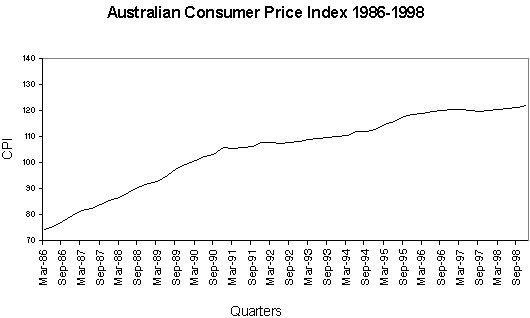 Australian Consumer Price Index 1986-1998
140
130
120
110
100
90
80
70
CPI
Mar-86
Sep-86
Mar-87
Sep-87
Mar-88
Sep-88
Mar-89
Sep-89
Mar-90
Sep-90
Mar-91
Sep-91
Mar-92
Sep-92
Mar-93
Sep-93
Mar-94
Sep-94
Mar-95
Sep-95
Mar-96
Sep-96
Mar-97
Sep-97
Mar-98
Sep-98
Quarters